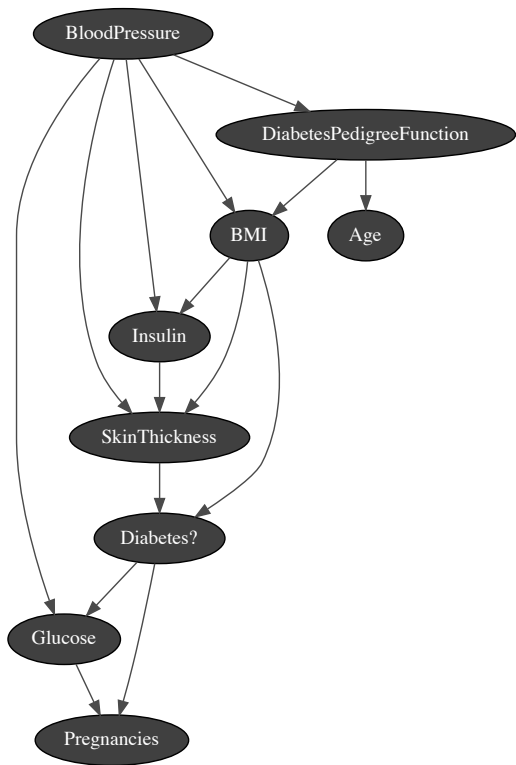 BloodPressure
DiabetesPedigreeFunction
BMI
Age
Insulin
SkinThickness
Diabetes?
Glucose
Pregnancies